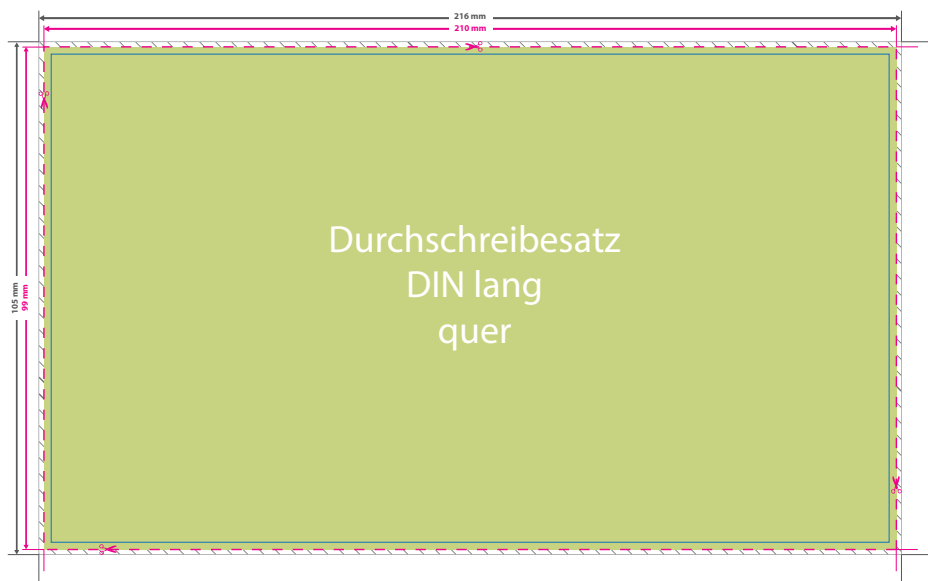 216 mm
210 mm
105 mm
99 mm
Durchschreibesatz
DIN lang
quer